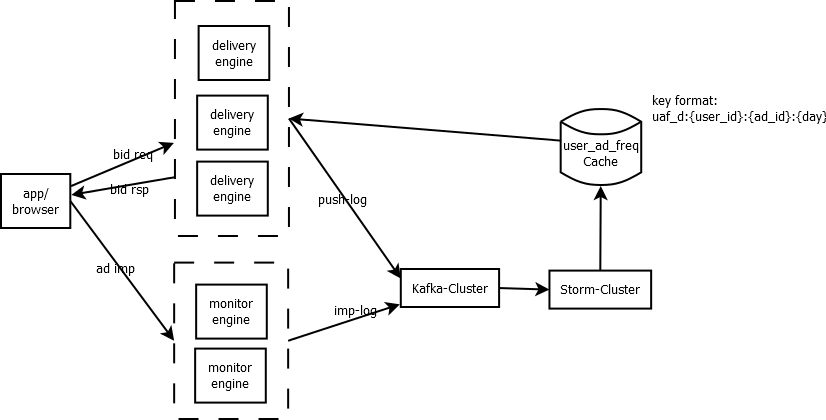 delivery
engine
delivery
engine
delivery
engine
key format:
uaf_d:{user_id}:{ad_id}:{day}
user_ad_freq
Cache
bid req
bid rsp
app/
browser
push-log
ad imp
monitor
engine
monitor
engine
imp-log
Kafka-Cluster
Storm-Cluster